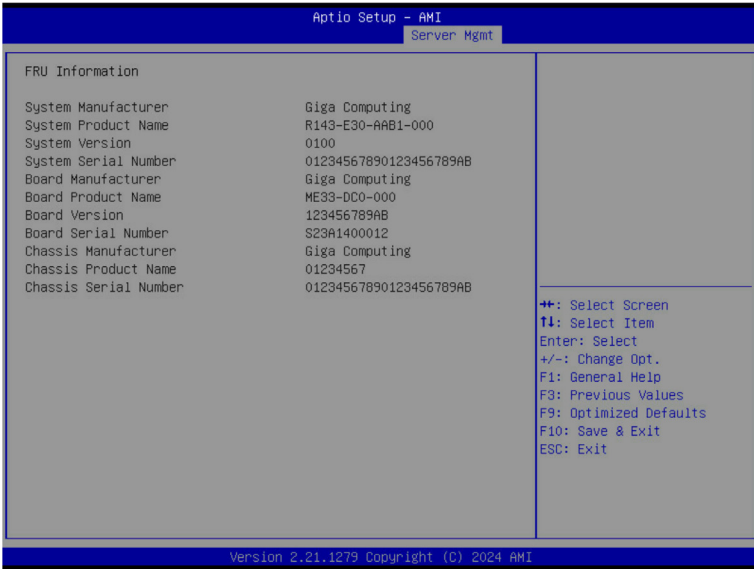 Aptio Setup – AMI
Server Mgmt
FRU Information
System Manufacturer Giga Computing
System Product Name R143-E30-AAB1-000
System Version 0100
System Serial Number 01234567890123456789AB
Board Manufacturer Giga Computing
Board Product Name ME33-DC0-000
Board Version 123456789AB
Board Serial Number S23A1400012
Chassis Manufacturer Giga Computing
Chassis Product Name 01234567
Chassis Serial Number 01234567890123456789AB
→←: Select Screen
↑↓: Select Item
Enter: Select
+/-: Change Opt.
F1: General Help
F3: Previous Values
F9: Optimized Defaults
F10: Save & Exit
ESC: Exit
Version 2.21.1279 Copyright (C) 2024 AMI